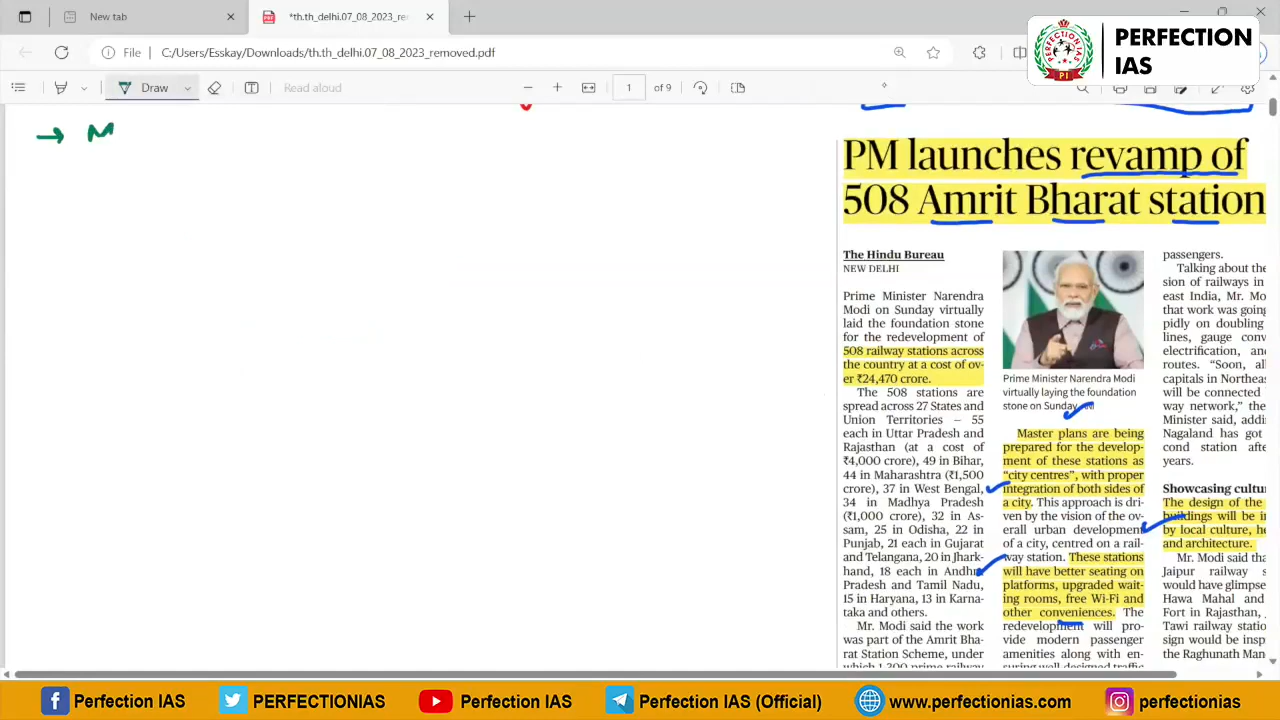 New tab
*th.th_delhi.07_08_2023_rem
PERFECTION
IAS
File
C:/Users/Esskay/Downloads/th.th_delhi.07_08_2023_removed.pdf
Draw
Read aloud
1
of 9
→ M
PM launches revamp of
508 Amrit Bharat station
The Hindu Bureau
NEW DELHI
Prime Minister Narendra
Modi on Sunday virtually
laid the foundation stone
for the redevelopment of
508 railway stations across
the country at a cost of ov-
er ₹24,470 crore.
The 508 stations are
spread across 27 States and
Union Territories – 55
each in Uttar Pradesh and
Rajasthan (at a cost of
₹4,000 crore), 49 in Bihar,
44 in Maharashtra (₹1,500
crore), 37 in West Bengal,
34 in Madhya Pradesh
(₹1,000 crore), 32 in As-
sam, 25 in Odisha, 22 in
Punjab, 21 each in Gujarat
and Telangana, 20 in Jhark-
hand, 18 each in Andhra
Pradesh and Tamil Nadu,
15 in Haryana, 13 in Karna-
taka and others.
Mr. Modi said the work
was part of the Amrit Bha-
rat Station Scheme, under
which 1,300 prime railway
Prime Minister Narendra Modi
virtually laying the foundation
stone on Sunday.
Master plans are being
prepared for the develop-
ment of these stations as
“city centres”, with proper
integration of both sides of
a city. This approach is dri-
ven by the vision of the ov-
erall urban development
of a city, centred on a rail-
way station. These stations
will have better seating on
platforms, upgraded wait-
ing rooms, free Wi-Fi and
other conveniences. The
redevelopment will pro-
vide modern passenger
amenities along with en-
suring well-designed traffic
passengers.
Talking about the
sion of railways in
east India, Mr. Mo
that work was going
pidly on doubling
lines, gauge conv
electrification, and
routes. “Soon, all
capitals in Northeas
will be connected
way network,” the
Minister said, addi
Nagaland has got
cond station afte
years.
Showcasing cultu
The design of the
buildings will be in
by local culture, he
and architecture.
Mr. Modi said tha
Jaipur railway s
would have glimpse
Hawa Mahal and
Fort in Rajasthan,
Tawi railway statio
sign would be insp
the Raghunath Man
Perfection IAS
PERFECTIONIAS
Perfection IAS
Perfection IAS (Official)
www.perfectionias.com
perfectionias